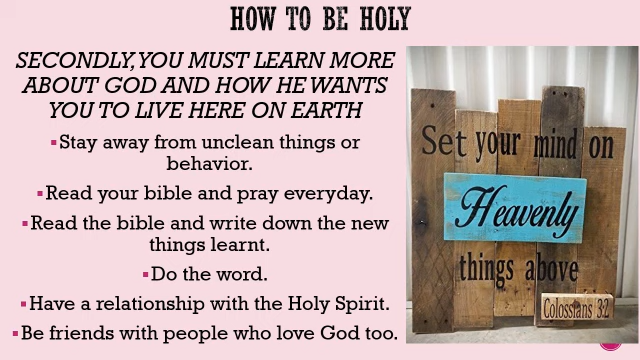 HOW TO BE HOLY
SECONDLY, YOU MUST LEARN MORE
ABOUT GOD AND HOW HE WANTS
YOU TO LIVE HERE ON EARTH
▪Stay away from unclean things or
behavior.
▪Read your bible and pray everyday.
▪Read the bible and write down the new
things learnt.
▪Do the word.
▪Have a relationship with the Holy Spirit.
▪Be friends with people who love God too.
Set your mind on
Heavenly
things above
Colossians 3:2